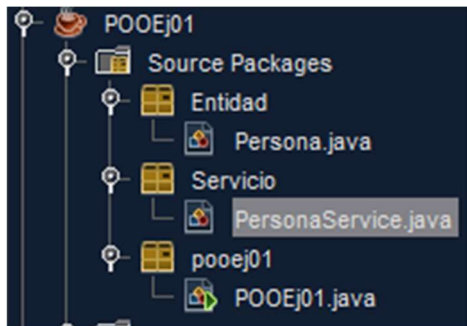 POOEj01
Source Packages
Entidad
Persona.java
Servicio
PersonaService.java
pooej01
POOEj01.java